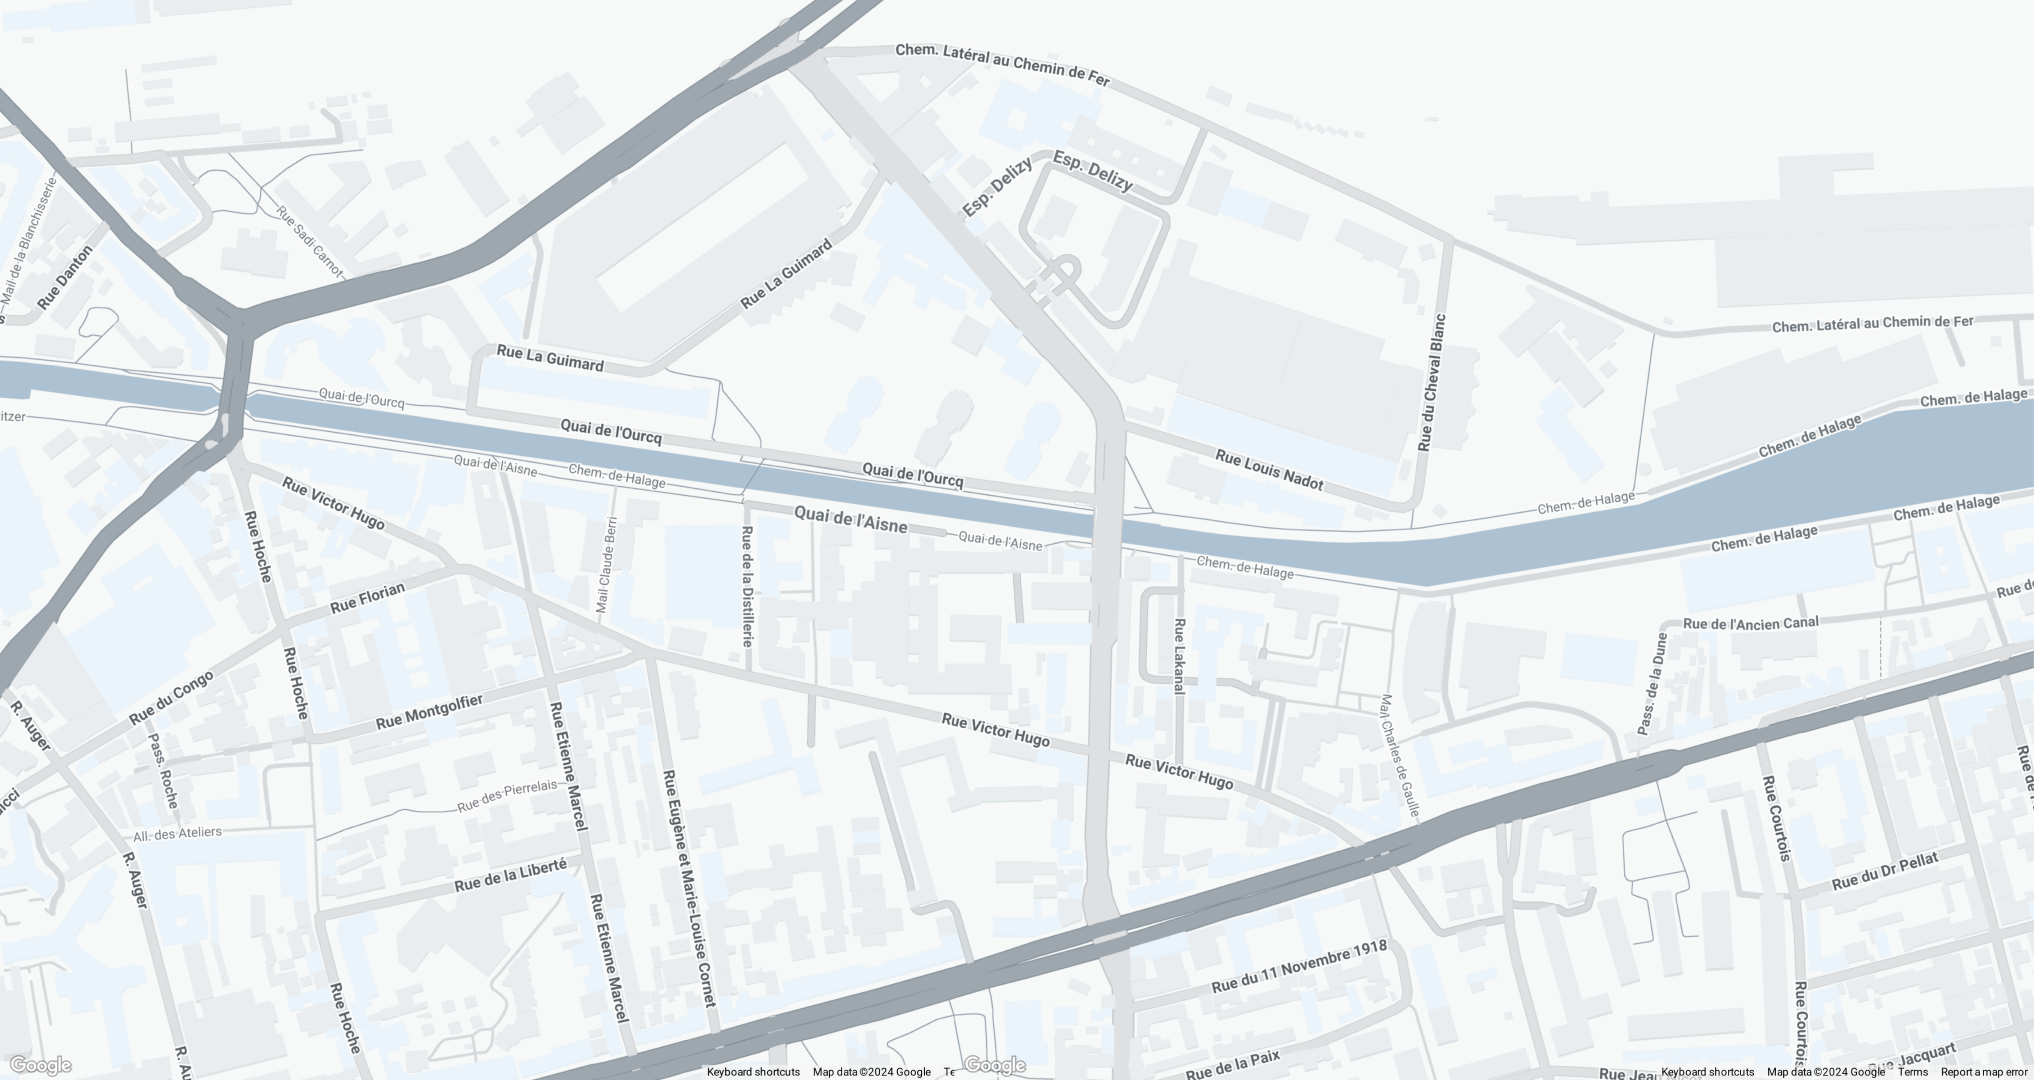 Chem. Latéral au Chemin de Fer
Esp. Delizy
Esp. Delizy
Mail de la Blanchisserie
Rue Sadi Carnot
Rue Danton
Rue La Guimard
Rue La Guimard
Rue du Cheval Blanc
Chem. Latéral au Chemin de Fer
Quai de l'Ourcq
Quai de l'Ourcq
Quai de l'Ourcq
Chem. de Halage
Chem. de Halage
Rue Louis Nadot
Quai de l'Aisne
Chem. de Halage
Quai de l'Aisne
Quai de l'Aisne
Chem. de Halage
Chem. de Halage
Chem. de Halage
Chem. de Halage
Rue Victor Hugo
Rue Hoche
Mail Claude Berri
Rue de la Distillerie
Rue Florian
Rue Lakanal
Rue de l'Ancien Canal
Pass. de la Dune
Rue Hoche
Rue du Congo
Rue Montgolfier
Rue Etienne Marcel
Rue Victor Hugo
Rue Victor Hugo
Mail Charles de Gaulle
R. Auger
Pass. Roche
Rue des Pierrelais
Rue Eugène et Marie-Louise Cornet
Rue Courtois
All. des Ateliers
R. Auger
Rue de la Liberté
Rue du Dr Pellat
Rue Etienne Marcel
Rue du 11 Novembre 1918
Rue Hoche
Rue Courtois
Rue de la Paix
Rue Jacquart
Google
Google
Keyboard shortcuts
Map data ©2024 Google
Keyboard shortcuts
Map data ©2024 Google
Terms
Report a map error